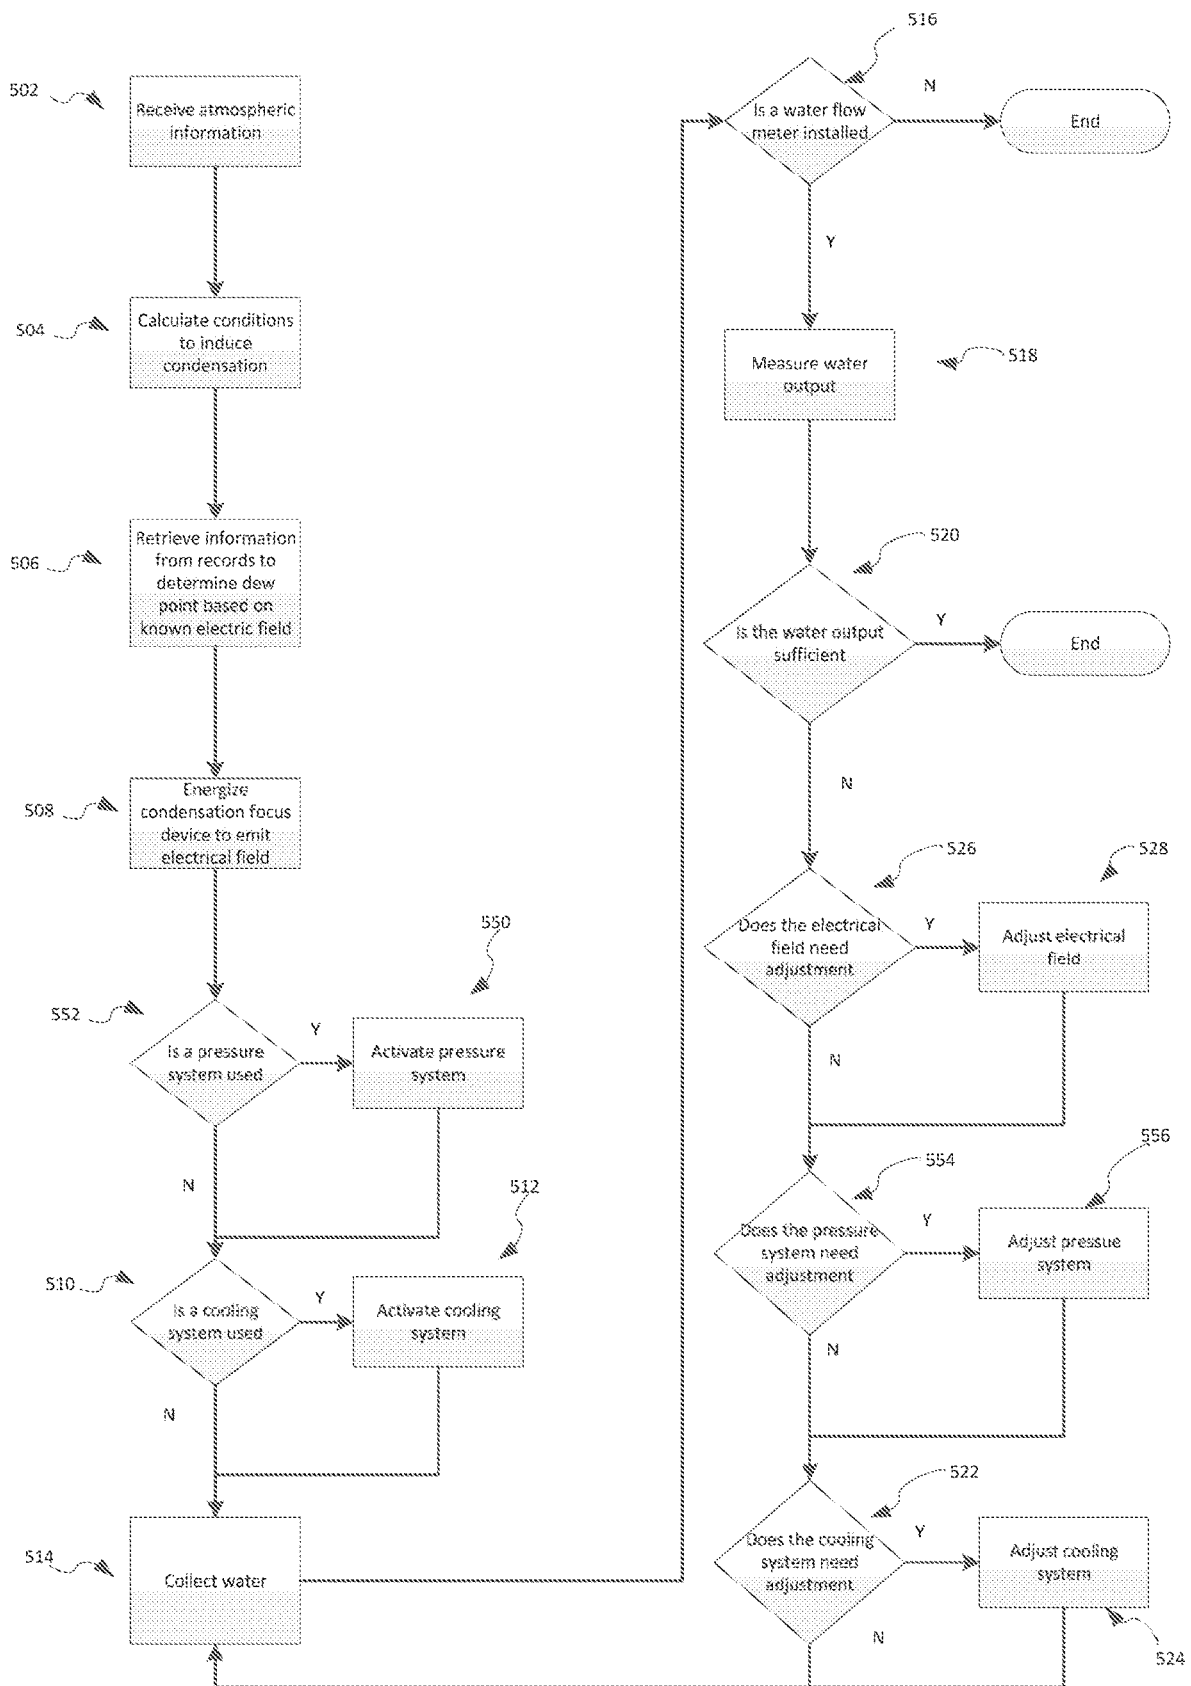 502
Receive atmospheric
information
504
Calculate conditions
to induce
condensation
506
Retrieve information
from records to
determine dew
point based on
known electric field
508
Energize
condensation focus
device to emit
electrical field
550
552
Is a pressure
system used
Y
Activate pressure
system
N
512
510
Is a cooling
system used
Y
Activate cooling
system
N
514
Collect water
516
Is a water flow
meter installed
N
End
Y
518
Measure water
output
520
Is the water output
sufficient
Y
End
N
526
528
Does the electrical
field need
adjustment
Y
Adjust electrical
field
N
554
556
Does the pressure
system need
adjustment
Y
Adjust pressue
system
N
522
Does the cooling
system need
adjustment
Y
Adjust cooling
system
N
524